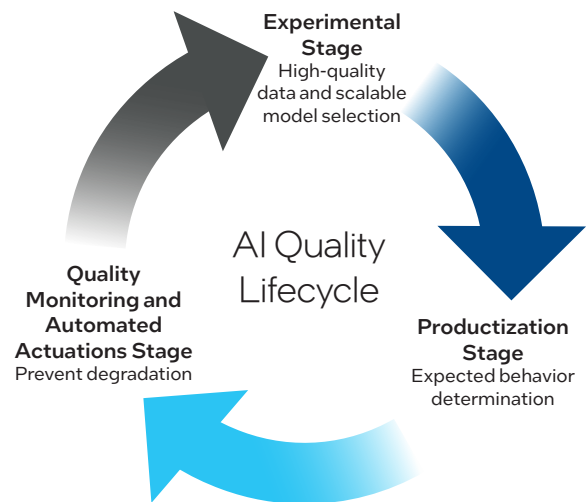 Experimental
Stage
High-quality
data and scalable
model selection
AI Quality
Lifecycle
Productization
Stage
Expected behavior
determination
Quality
Monitoring and
Automated
Actuations Stage
Prevent degradation